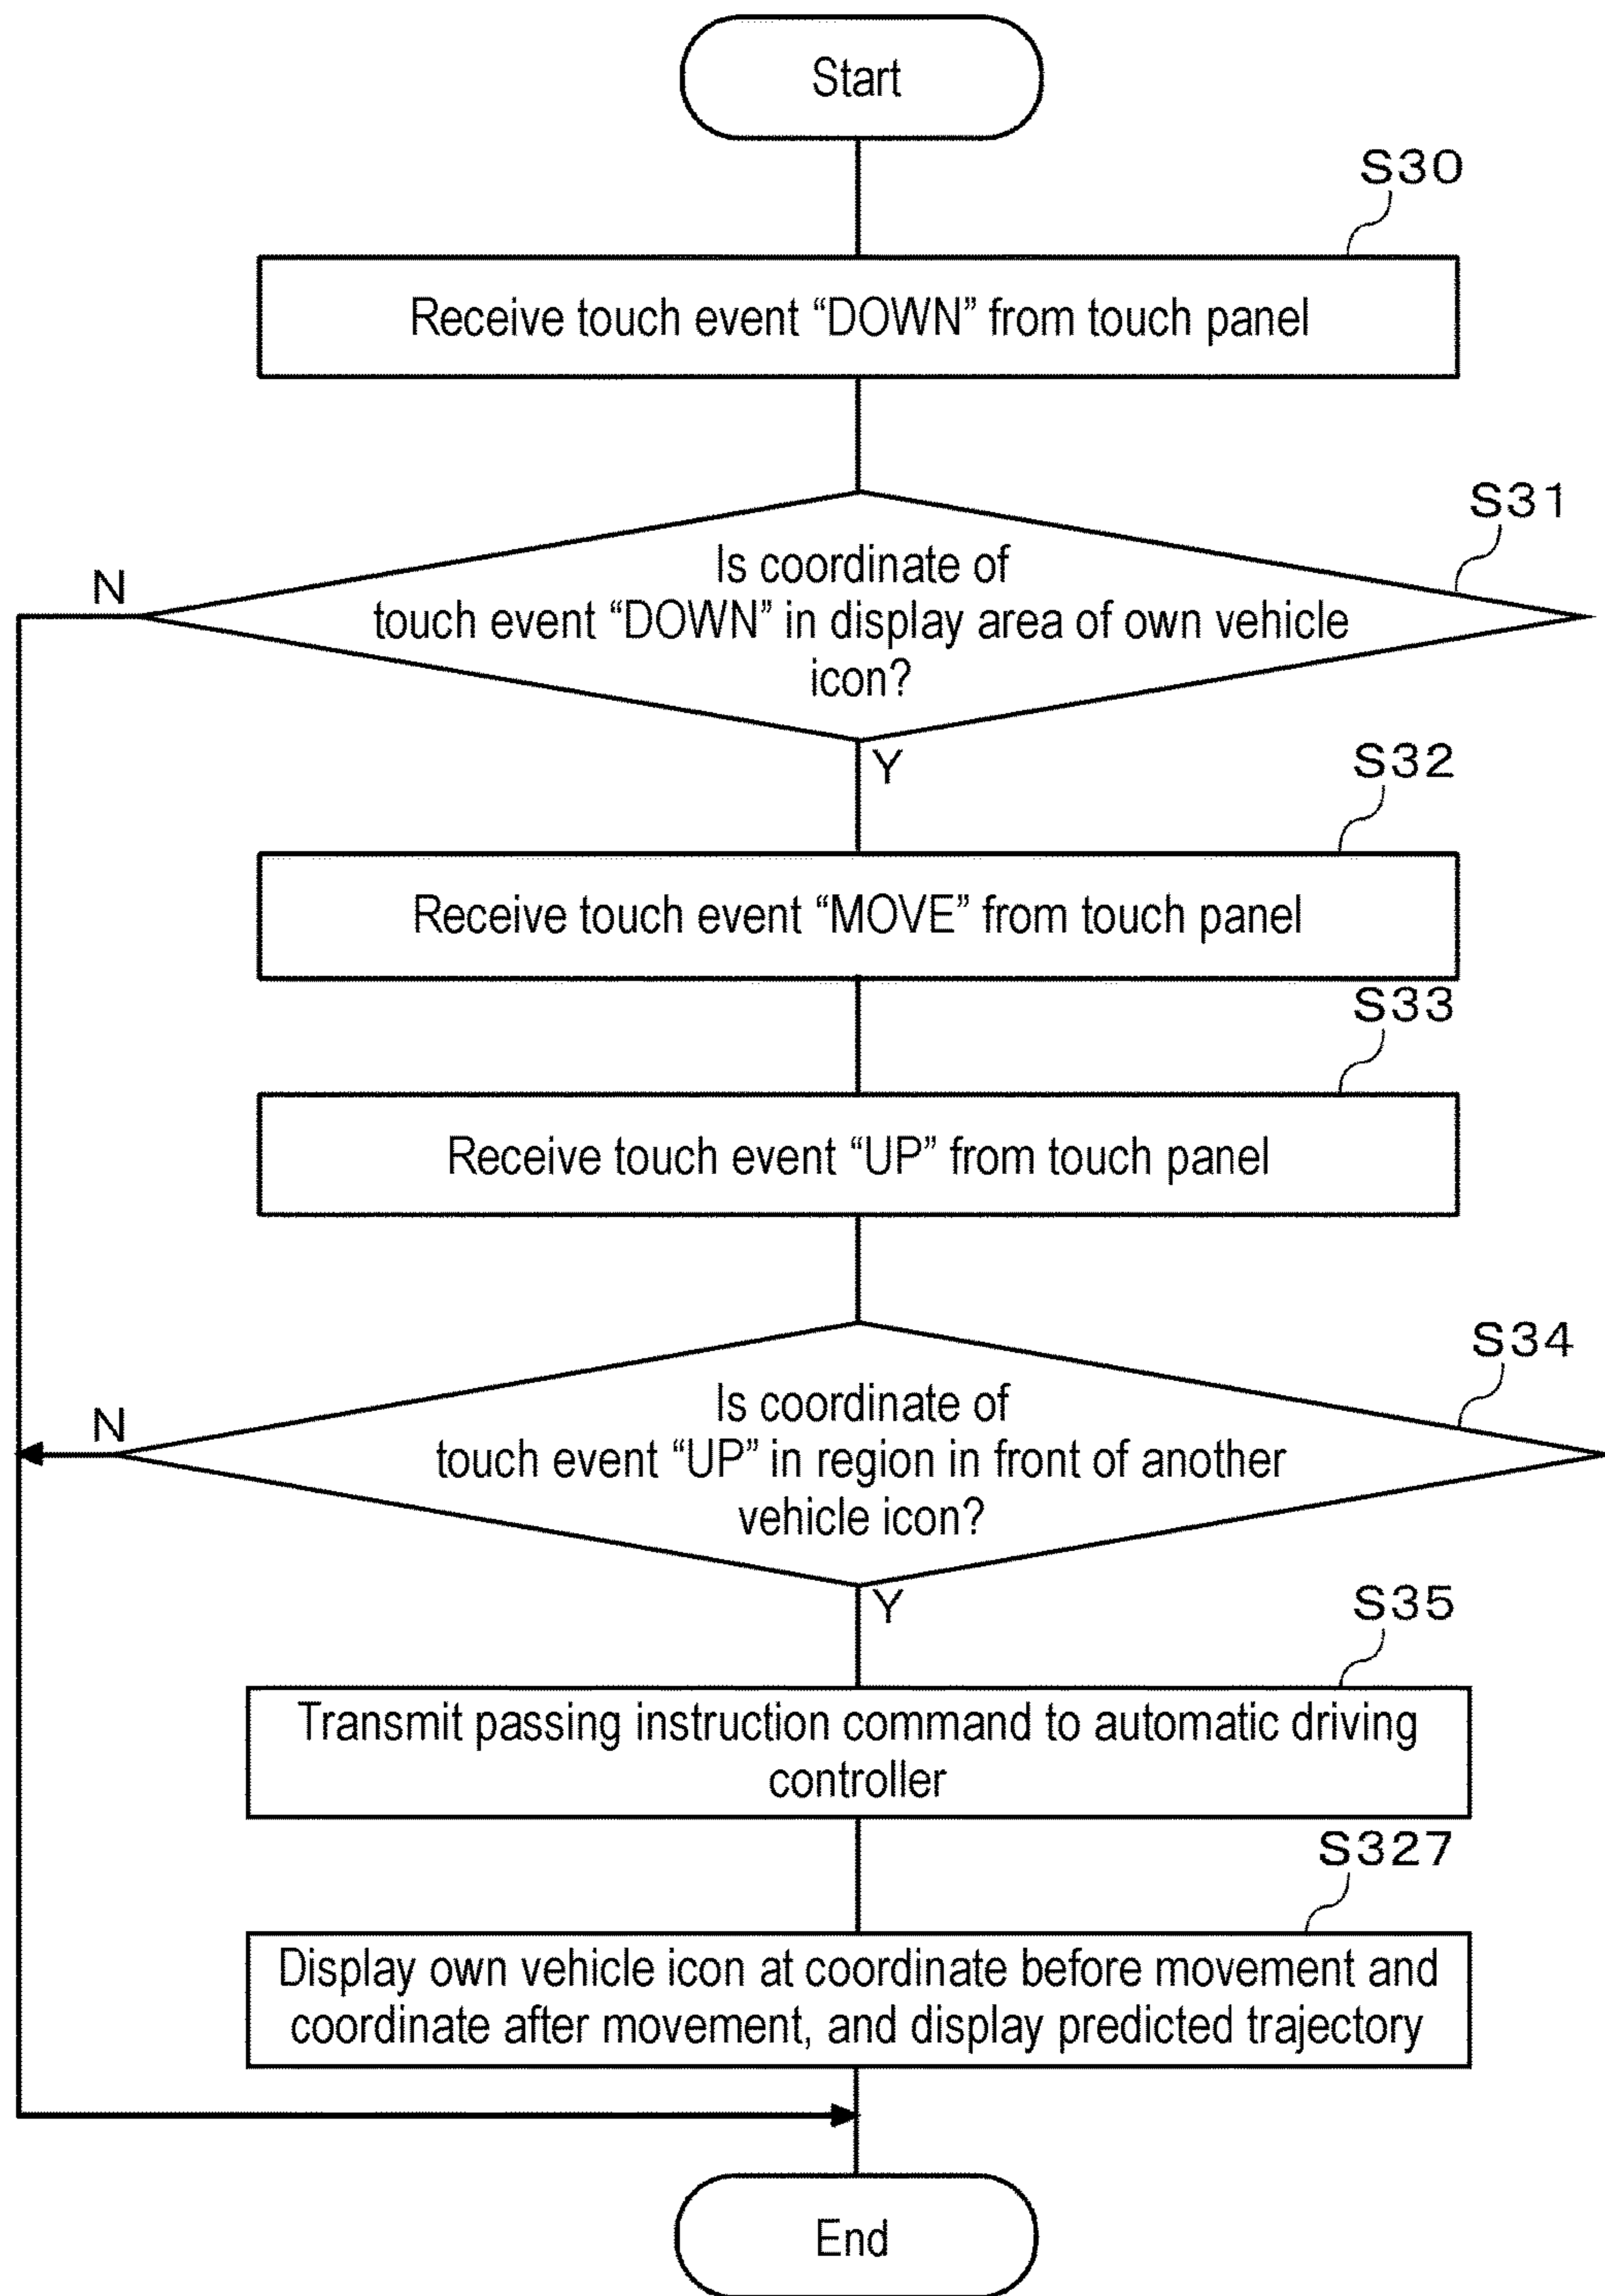 Start
S30
Receive touch event “DOWN” from touch panel
S31
Is coordinate of
touch event “DOWN” in display area of own vehicle
icon?
N
Y
S32
Receive touch event “MOVE” from touch panel
S33
Receive touch event “UP” from touch panel
S34
Is coordinate of
touch event “UP” in region in front of another
vehicle icon?
N
Y
S35
Transmit passing instruction command to automatic driving
controller
S327
Display own vehicle icon at coordinate before movement and
coordinate after movement, and display predicted trajectory
End